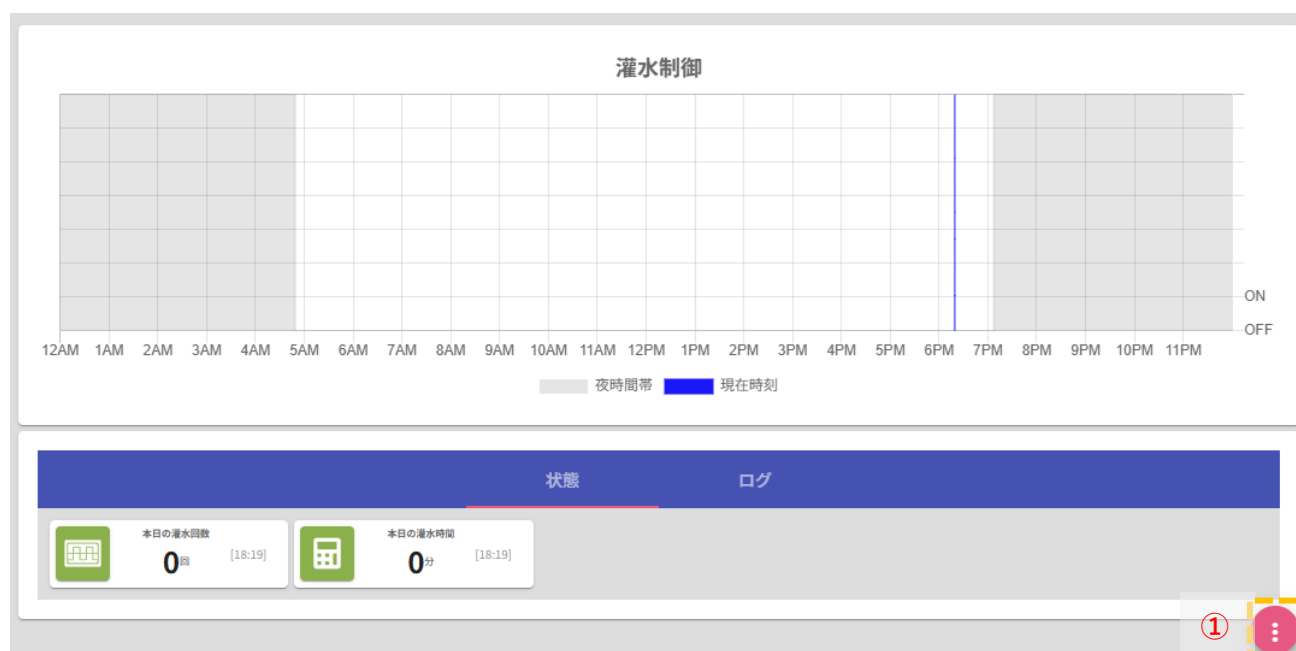 灌水制御
ON
OFF
12AM 1AM 2AM 3AM 4AM 5AM 6AM 7AM 8AM 9AM 10AM 11AM 12PM 1PM 2PM 3PM 4PM 5PM 6PM 7PM 8PM 9PM 10PM 11PM
夜時間帯 現在時刻
状態 ログ
本日の灌水回数
0回 [18:19]
本日の灌水時間
0分 [18:19]
①